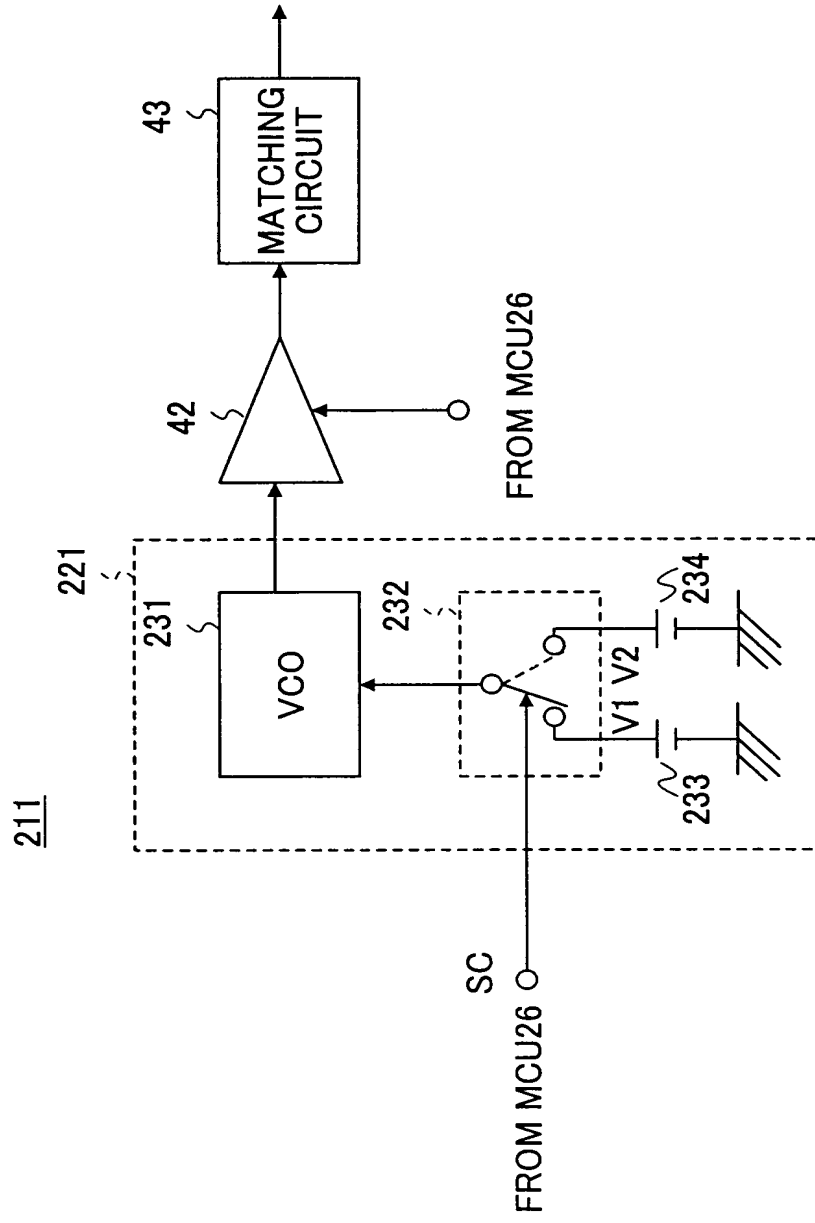 211
221
231
VCO
42
43
MATCHING
CIRCUIT
232
V1 V2
233
234
SC
FROM MCU26
FROM MCU26